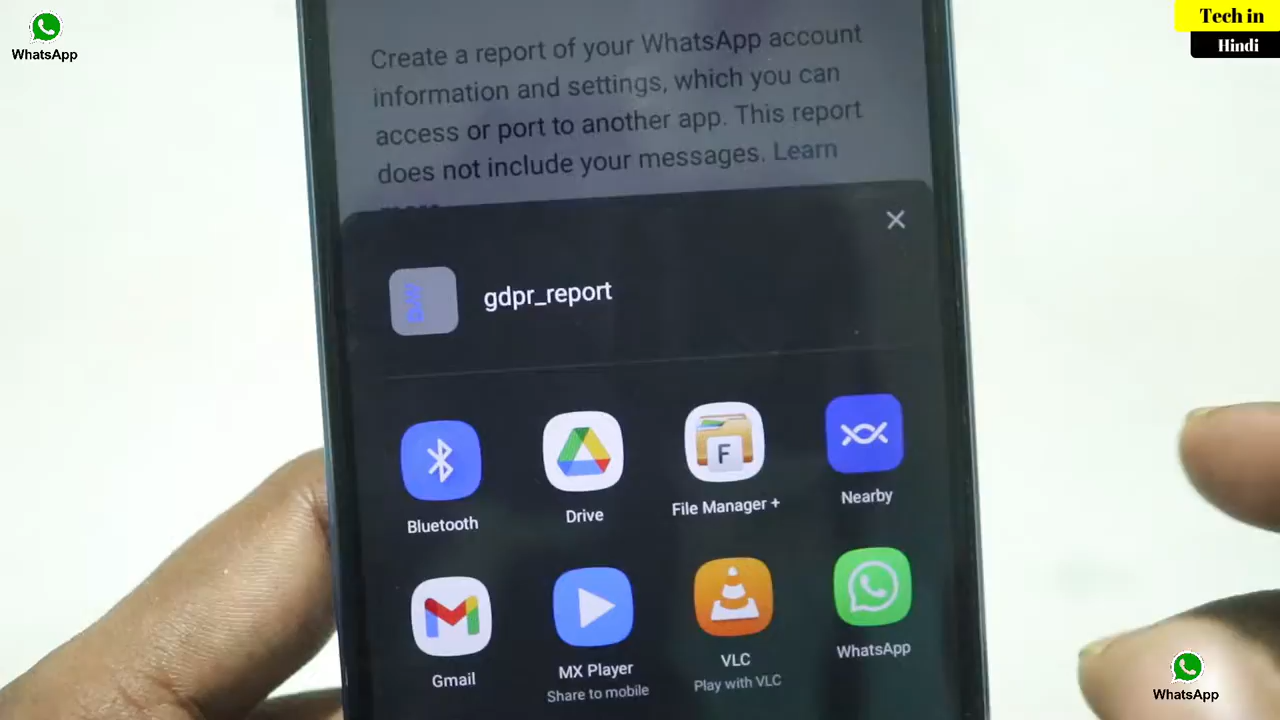 WhatsApp
Tech in
Hindi
Create a report of your WhatsApp account
information and settings, which you can
access or port to another app. This report
does not include your messages. Learn
gdpr_report
Bluetooth
Drive
F
File Manager +
Nearby
Gmail
MX Player
Share to mobile
VLC
Play with VLC
WhatsApp
WhatsApp